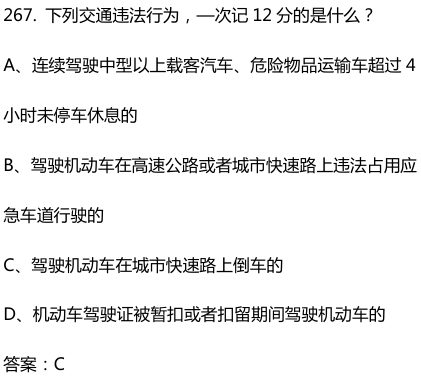 267. 下列交通违法行为，一次记 12 分的是什么？
A、连续驾驶中型以上载客汽车、危险物品运输车超过 4
小时未停车休息的
B、驾驶机动车在高速公路或者城市快速路上违法占用应
急车道行驶的
C、驾驶机动车在城市快速路上倒车的
D、机动车驾驶证被暂扣或者扣留期间驾驶机动车的
答案：C